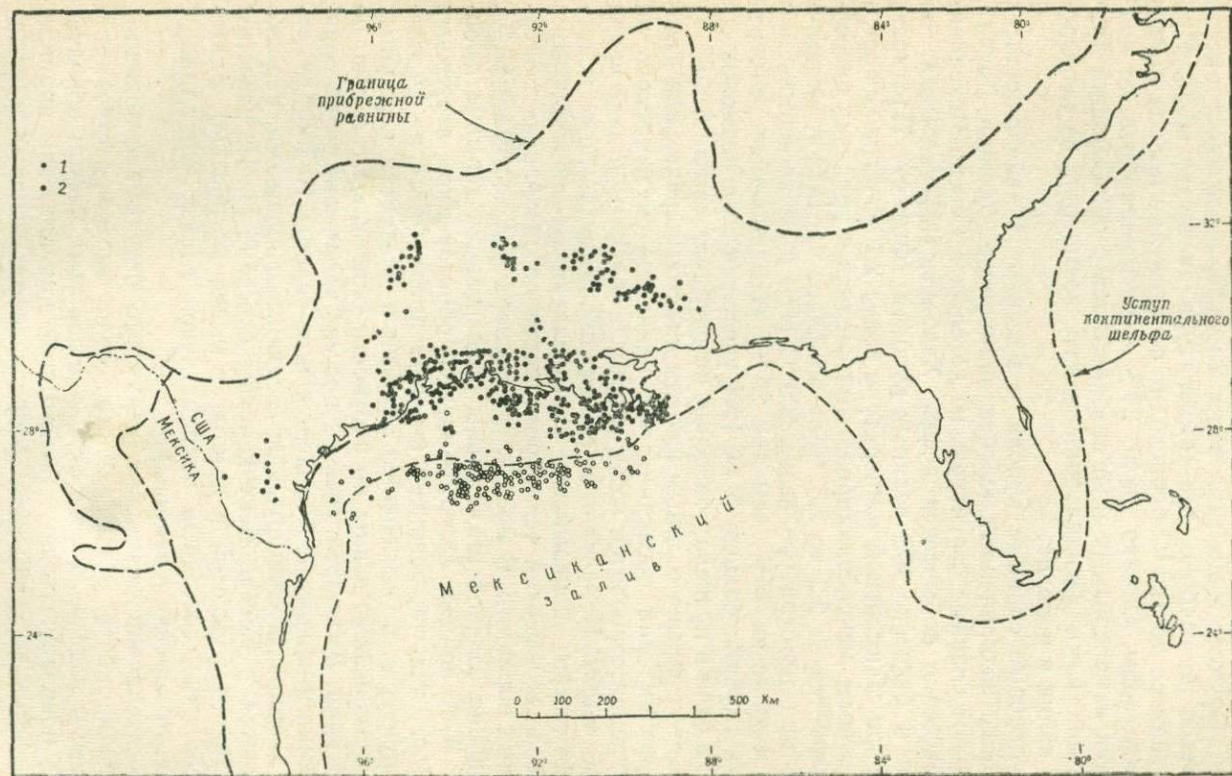 96° 92° 88° 84° 80°
Граница
прибрежной
равнины
1
2
32°
Уступ
континентального
шельфа
США
МЕКСИКА
28° 28°
Мексиканский
залив
24 24°
0 100 200 500 Км
96° 92° 88° 84° 80°